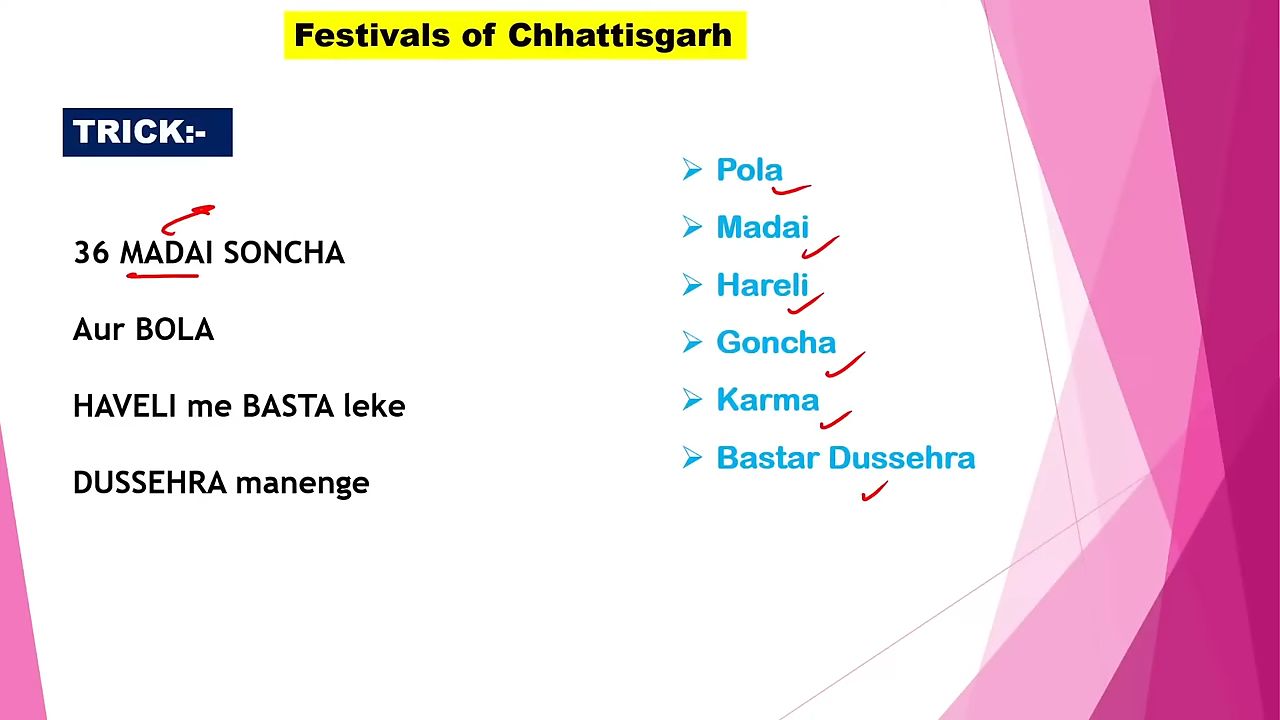 Festivals of Chhattisgarh
TRICK:-
36 MADAI SONCHA
Aur BOLA
HAVELI me BASTA leke
DUSSEHRA manenge
Pola
Madai
Hareli
Goncha
Karma
Bastar Dussehra